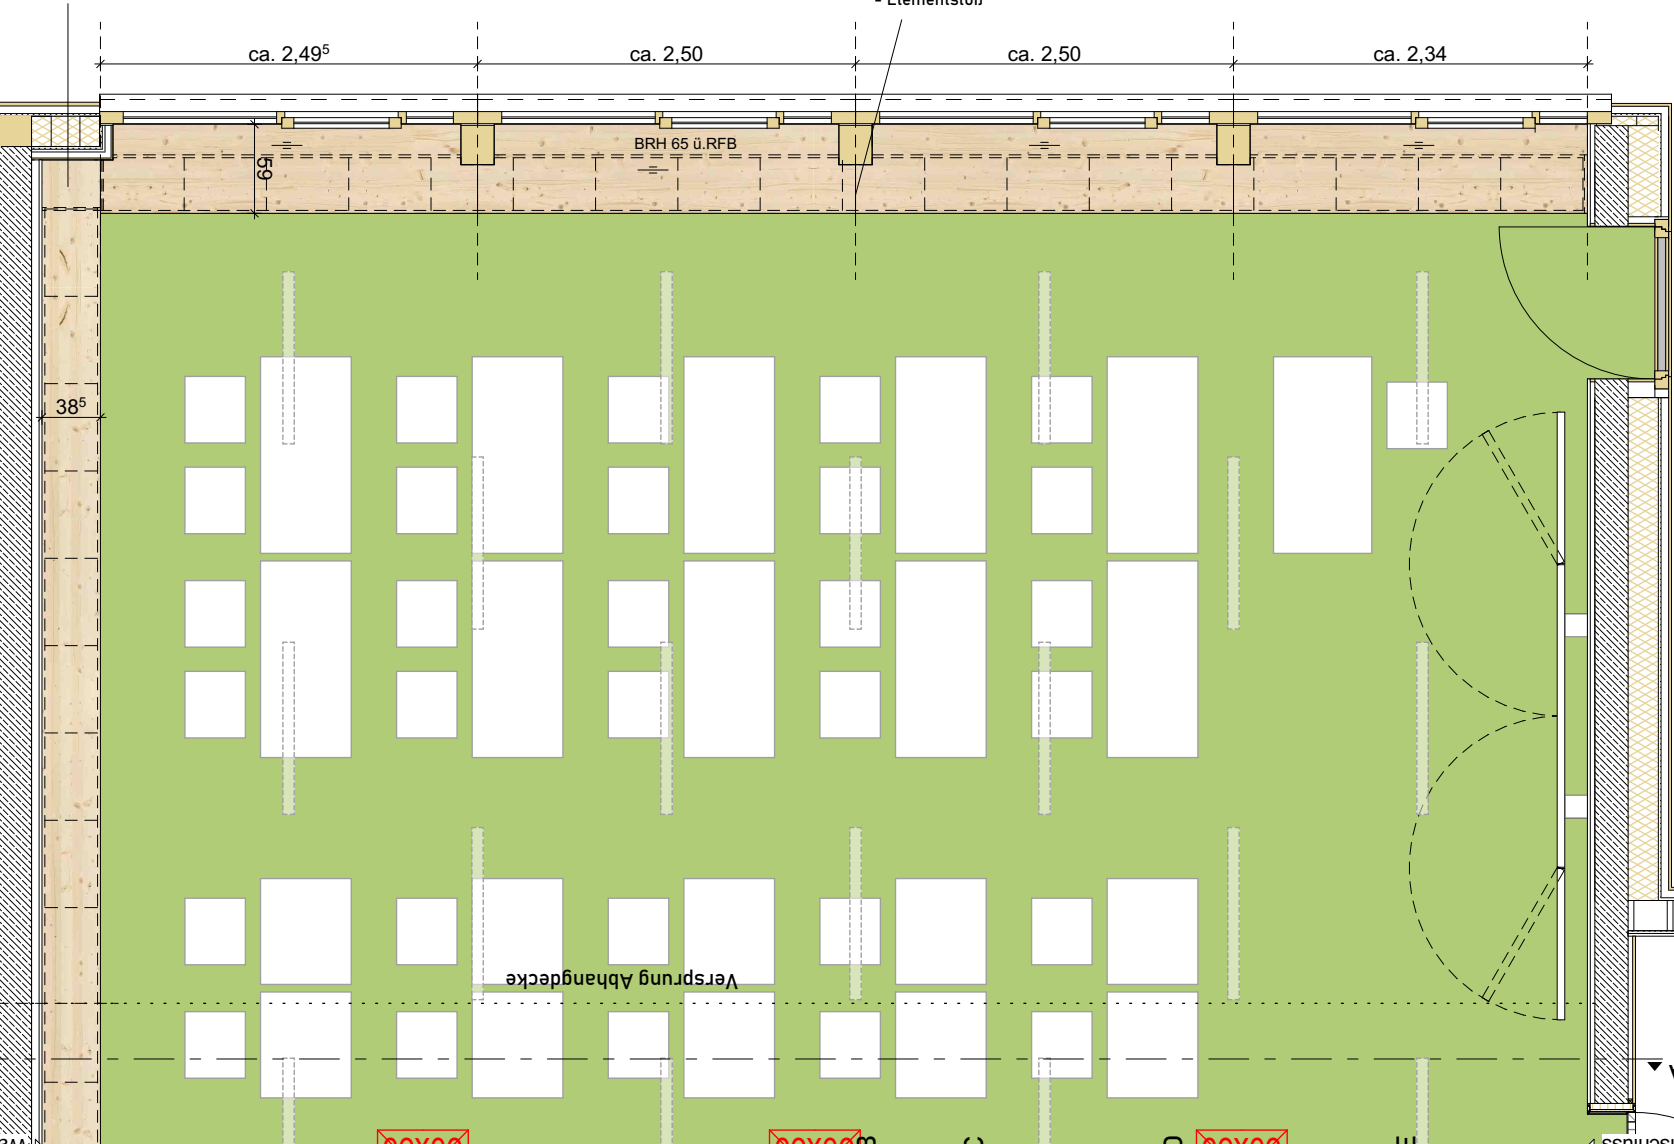 - Elementstoß
ca. 2,49⁵
ca. 2,50
ca. 2,50
ca. 2,34
BRH 65 ü.RFB
59
38⁵
Versprung Abhangdecke